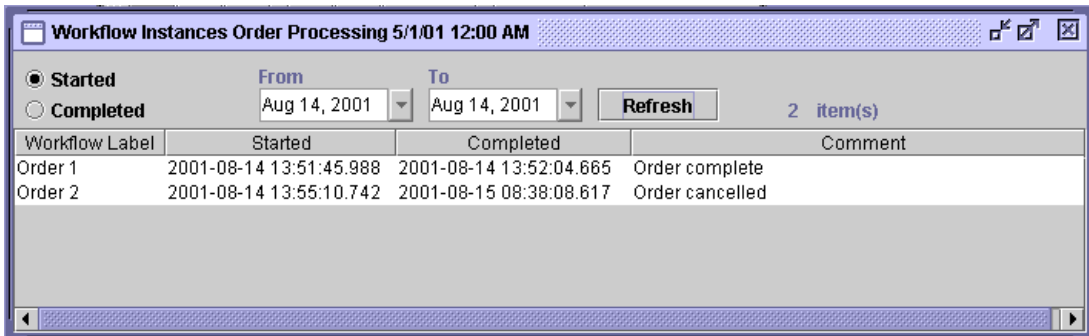 Workflow Instances Order Processing 5/1/01 12:00 AM
Started From To
Completed Aug 14, 2001 Aug 14, 2001 Refresh 2 item(s)
Workflow Label Started Completed Comment
Order 1 2001-08-14 13:51:45.988 2001-08-14 13:52:04.665 Order complete
Order 2 2001-08-14 13:55:10.742 2001-08-15 08:38:08.617 Order cancelled